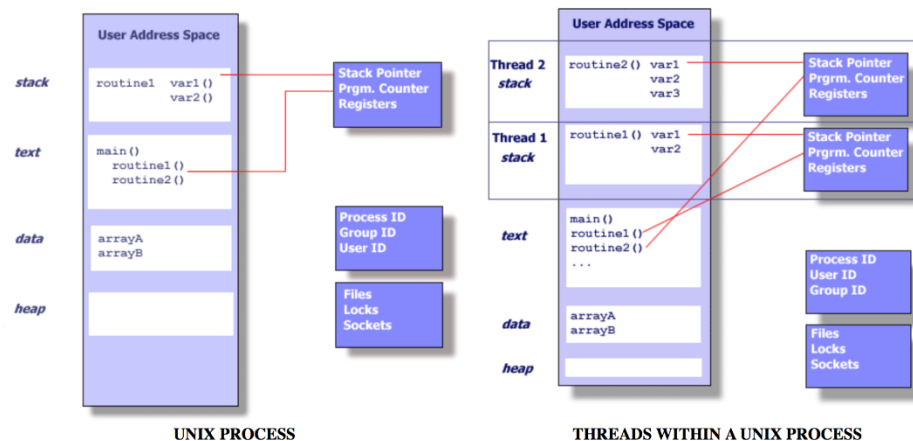 User Address Space
stack
routine1 var1()
var2()
Stack Pointer
Prgm. Counter
Registers
text
main()
routine1()
routine2()
data
arrayA
arrayB
Process ID
Group ID
User ID
heap
Files
Locks
Sockets
UNIX PROCESS
User Address Space
Thread 2
stack
routine2() var1
var2
var3
Stack Pointer
Prgrm. Counter
Registers
Thread 1
stack
routine1() var1
var2
Stack Pointer
Prgrm. Counter
Registers
text
main()
routine1()
routine2()
...
Process ID
User ID
Group ID
data
arrayA
arrayB
Files
Locks
Sockets
heap
THREADS WITHIN A UNIX PROCESS